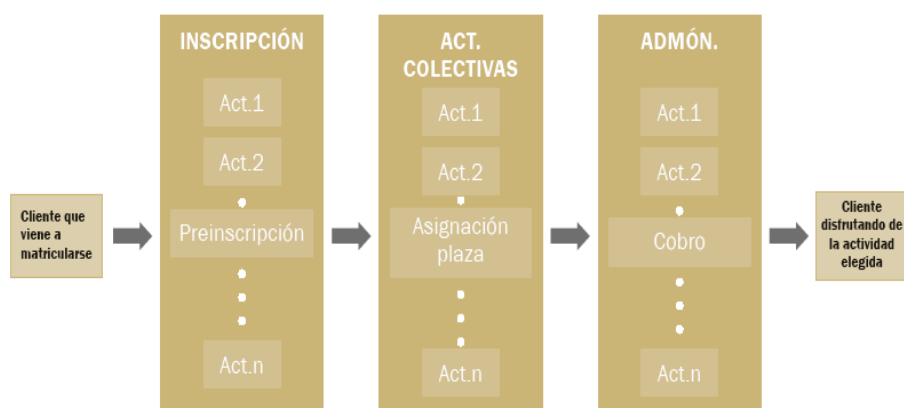 Cliente que
viene a
matricularse
INSCRIPCIÓN
Act.1
Act.2
Preinscripción
Act.n
ACT.
COLECTIVAS
Act.1
Act.2
Asignación
plaza
Act.n
ADMÓN.
Act.1
Act.2
Cobro
Act.n
Cliente
disfrutando de
la actividad
elegida